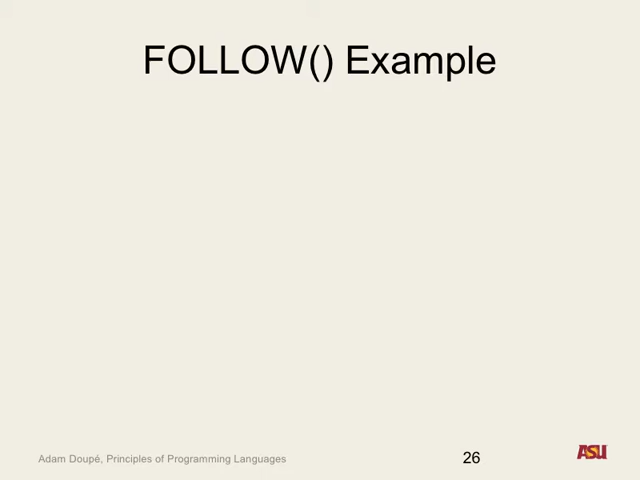 FOLLOW() Example
Adam Doupé, Principles of Programming Languages
26
ASU